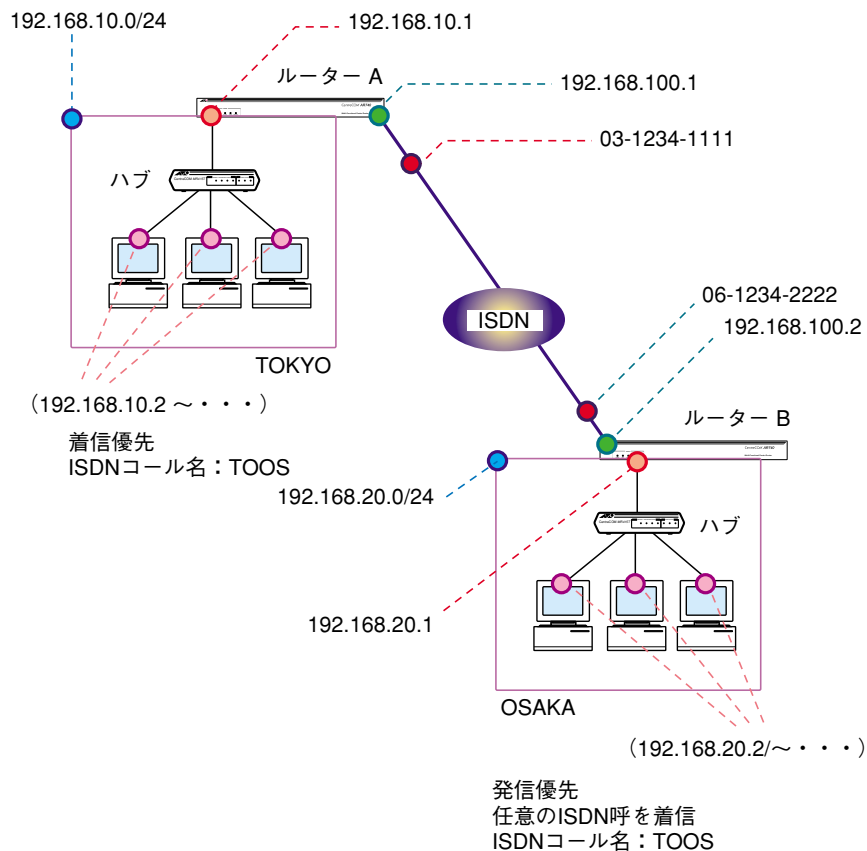 192.168.10.0/24
192.168.10.1
ルーター A
192.168.100.1
03-1234-1111
ハブ
ISDN
06-1234-2222
192.168.100.2
TOKYO
(192.168.10.2 ～・・・)
着信優先
ISDNコール名：TOOS
ルーター B
192.168.20.0/24
ハブ
192.168.20.1
OSAKA
(192.168.20.2/～・・・)
発信優先
任意のISDN呼を着信
ISDNコール名：TOOS